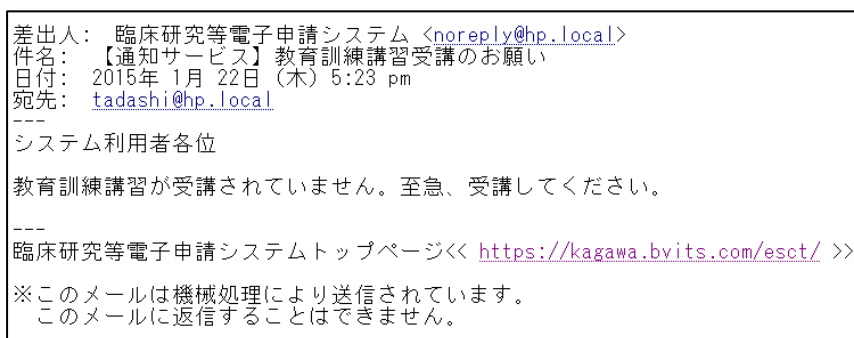 差出人: 臨床研究等電子申請システム <noreply@hp.local>
件名: 【通知サービス】教育訓練講習受講のお願い
日付: 2015年 1月 22日 (木) 5:23 pm
宛先: tadashi@hp.local
---
システム利用者各位
教育訓練講習が受講されていません。至急、受講してください。
---
臨床研究等電子申請システムトップページ<< https://kagawa.bvits.com/esct/ >>
※このメールは機械処理により送信されています。
このメールに返信することはできません。